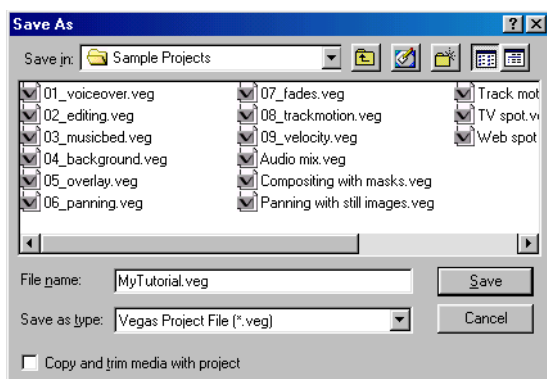 Save As
Save in: Sample Projects
01_voiceover.veg
02_editing.veg
03_musicbed.veg
04_background.veg
05_overlay.veg
06_panning.veg
07_fades.veg
08_trackmotion.veg
09_velocity.veg
Audio mix.veg
Compositing with masks.veg
Panning with still images.veg
Track mot
TV spot.v
Web spot
File name: MyTutorial.veg Save
Save as type: Vegas Project File (*.veg) Cancel
Copy and trim media with project